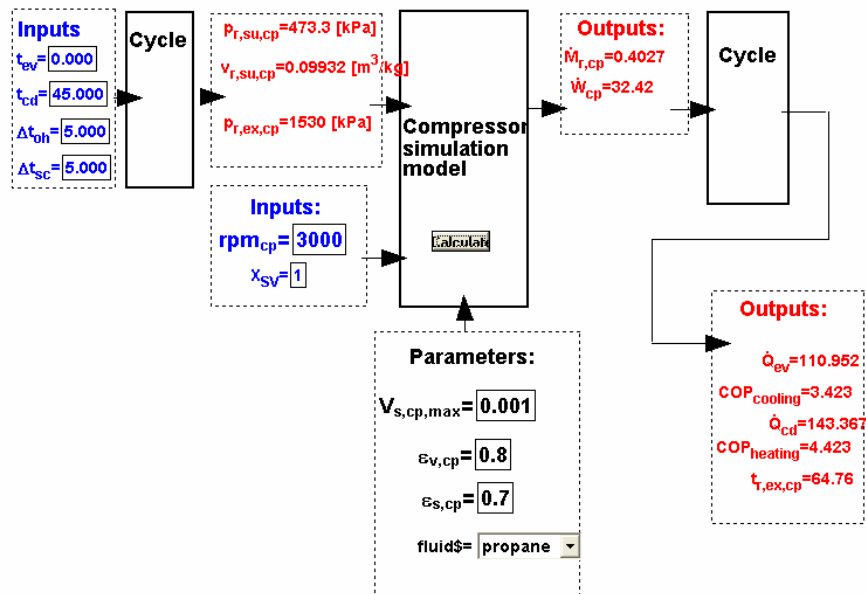 Inputs
t_ev=0.000
t_cd=45.000
Δt_oh=5.000
Δt_sc=5.000
Cycle
p_r,su,cp=473.3 [kPa]
v_r,su,cp=0.09932 [m^3/kg]
p_r,ex,cp=1530 [kPa]
Inputs:
rpm_cp=3000
X_SV=1
Compressor
simulation
model
Calculate
Parameters:
V_s,cp,max=0.001
ε_v,cp=0.8
ε_s,cp=0.7
fluid$=propane
Outputs:
Ṁ_r,cp=0.4027
Ẇ_cp=32.42
Cycle
Outputs:
Q̇_ev=110.952
COP_cooling=3.423
Q̇_cd=143.367
COP_heating=4.423
t_r,ex,cp=64.76